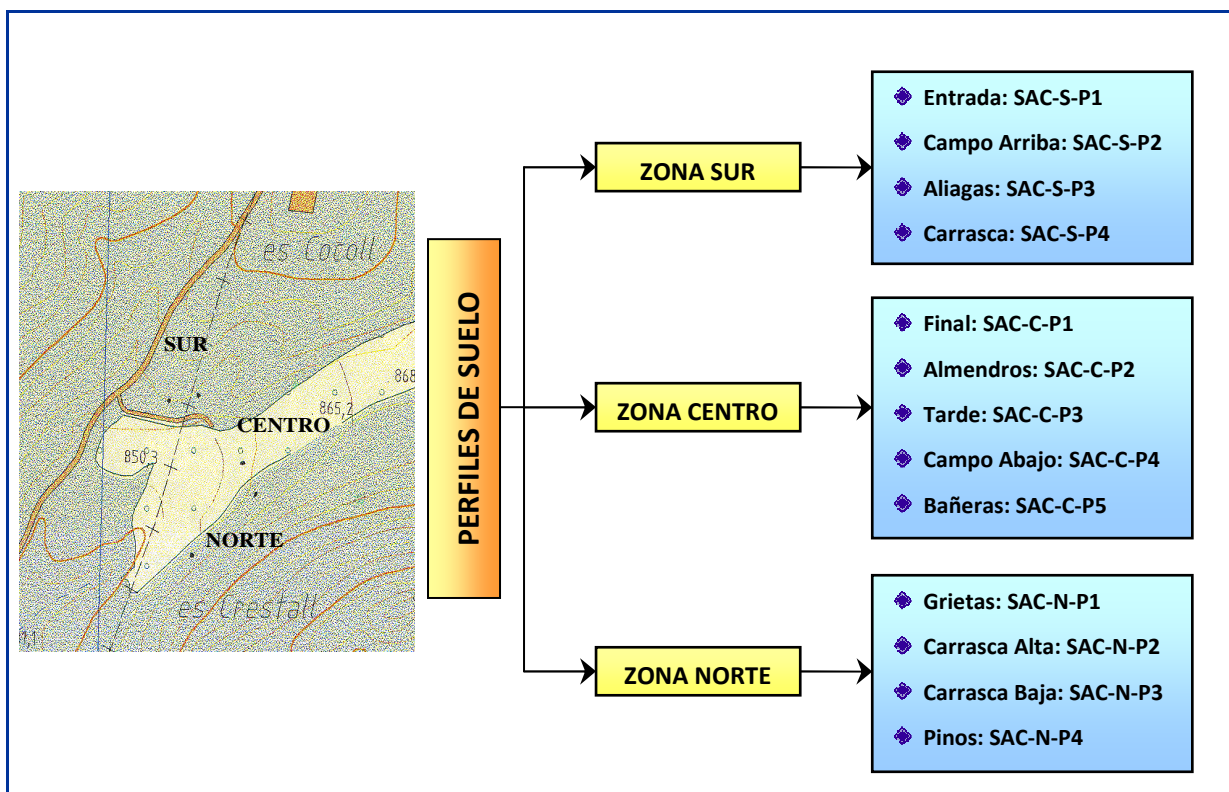 es Cocoll
SUR
868
865,2
CENTRO
850,3
NORTE
es Crestall
11
PERFILES DE SUELO
ZONA SUR
Entrada: SAC-S-P1
Campo Arriba: SAC-S-P2
Aliagas: SAC-S-P3
Carrasca: SAC-S-P4
ZONA CENTRO
Final: SAC-C-P1
Almendros: SAC-C-P2
Tarde: SAC-C-P3
Campo Abajo: SAC-C-P4
Bañeras: SAC-C-P5
ZONA NORTE
Grietas: SAC-N-P1
Carrasca Alta: SAC-N-P2
Carrasca Baja: SAC-N-P3
Pinos: SAC-N-P4